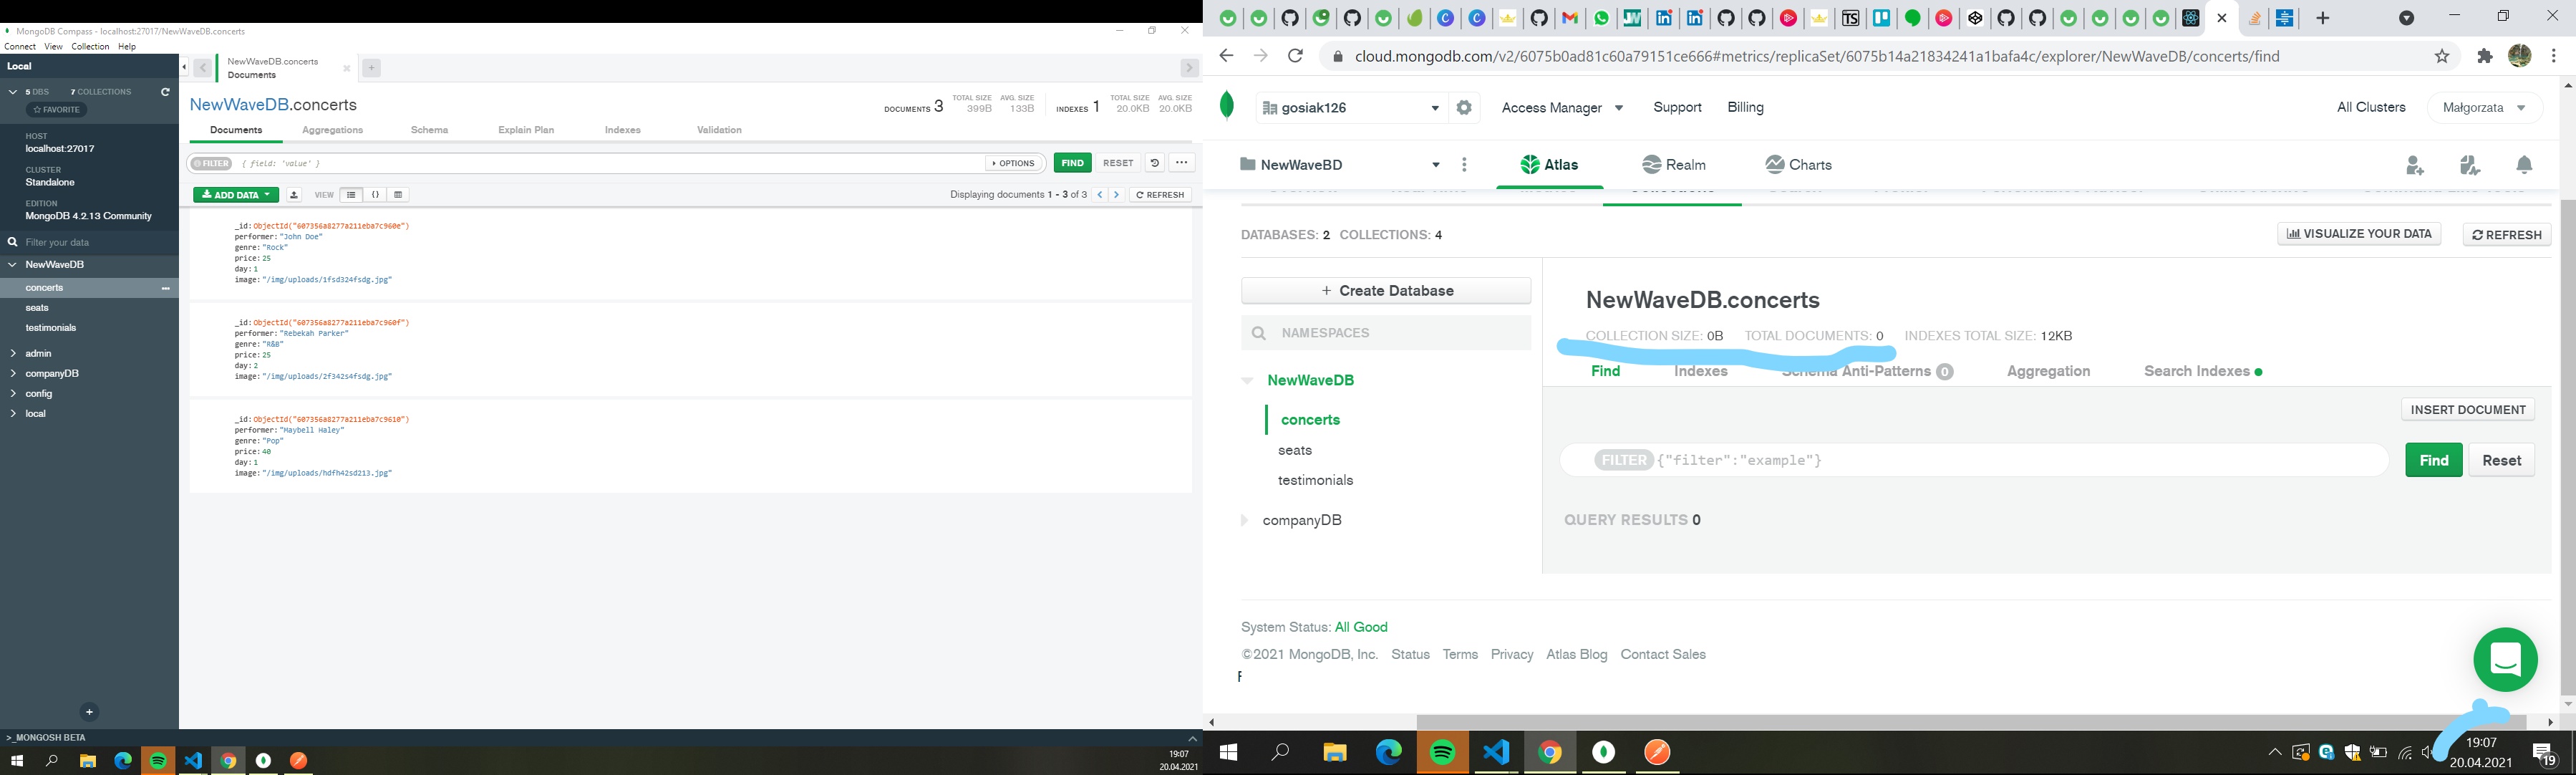 MongoDB Compass - localhost:27017/NewWaveDB.concerts
Connect View Collection Help
Local
5 DBS 7 COLLECTIONS
FAVORITE
HOST
localhost:27017
CLUSTER
Standalone
EDITION
MongoDB 4.2.13 Community
Filter your data
NewWaveDB
concerts
seats
testimonials
admin
companyDB
config
local
>_MONGOSH BETA
NewWaveDB.concerts
Documents
NewWaveDB.concerts
DOCUMENTS 3 TOTAL SIZE 399B AVG. SIZE 133B INDEXES 1 TOTAL SIZE 20.0KB AVG. SIZE 20.0KB
Documents Aggregations Schema Explain Plan Indexes Validation
FILTER { field: 'value' } OPTIONS FIND RESET
ADD DATA VIEW Displaying documents 1 - 3 of 3 REFRESH
_id: ObjectId("607356a8277a211eba7c960e")
performer: "John Doe"
genre: "Rock"
price: 25
day: 1
image: "/img/uploads/1fsd324fsdg.jpg"
_id: ObjectId("607356a8277a211eba7c960f")
performer: "Rebekah Parker"
genre: "R&B"
price: 25
day: 2
image: "/img/uploads/2f342s4fsdg.jpg"
_id: ObjectId("607356a8277a211eba7c9610")
performer: "Maybell Haley"
genre: "Pop"
price: 40
day: 1
image: "/img/uploads/hdfh42sd213.jpg"
19:07
20.04.2021
cloud.mongodb.com/v2/6075b0ad81c60a79151ce666#metrics/replicaSet/6075b14a21834241a1bafa4c/explorer/NewWaveDB/concerts/find
gosiak126 Access Manager Support Billing All Clusters Małgorzata
NewWaveBD Atlas Realm Charts
DATABASES: 2 COLLECTIONS: 4 VISUALIZE YOUR DATA REFRESH
+ Create Database
NAMESPACES
NewWaveDB
concerts
seats
testimonials
companyDB
NewWaveDB.concerts
COLLECTION SIZE: 0B TOTAL DOCUMENTS: 0 INDEXES TOTAL SIZE: 12KB
Find Indexes Schema Anti-Patterns 0 Aggregation Search Indexes
INSERT DOCUMENT
FILTER {"filter":"example"} Find Reset
QUERY RESULTS 0
System Status: All Good
©2021 MongoDB, Inc. Status Terms Privacy Atlas Blog Contact Sales
19:07
20.04.2021
19